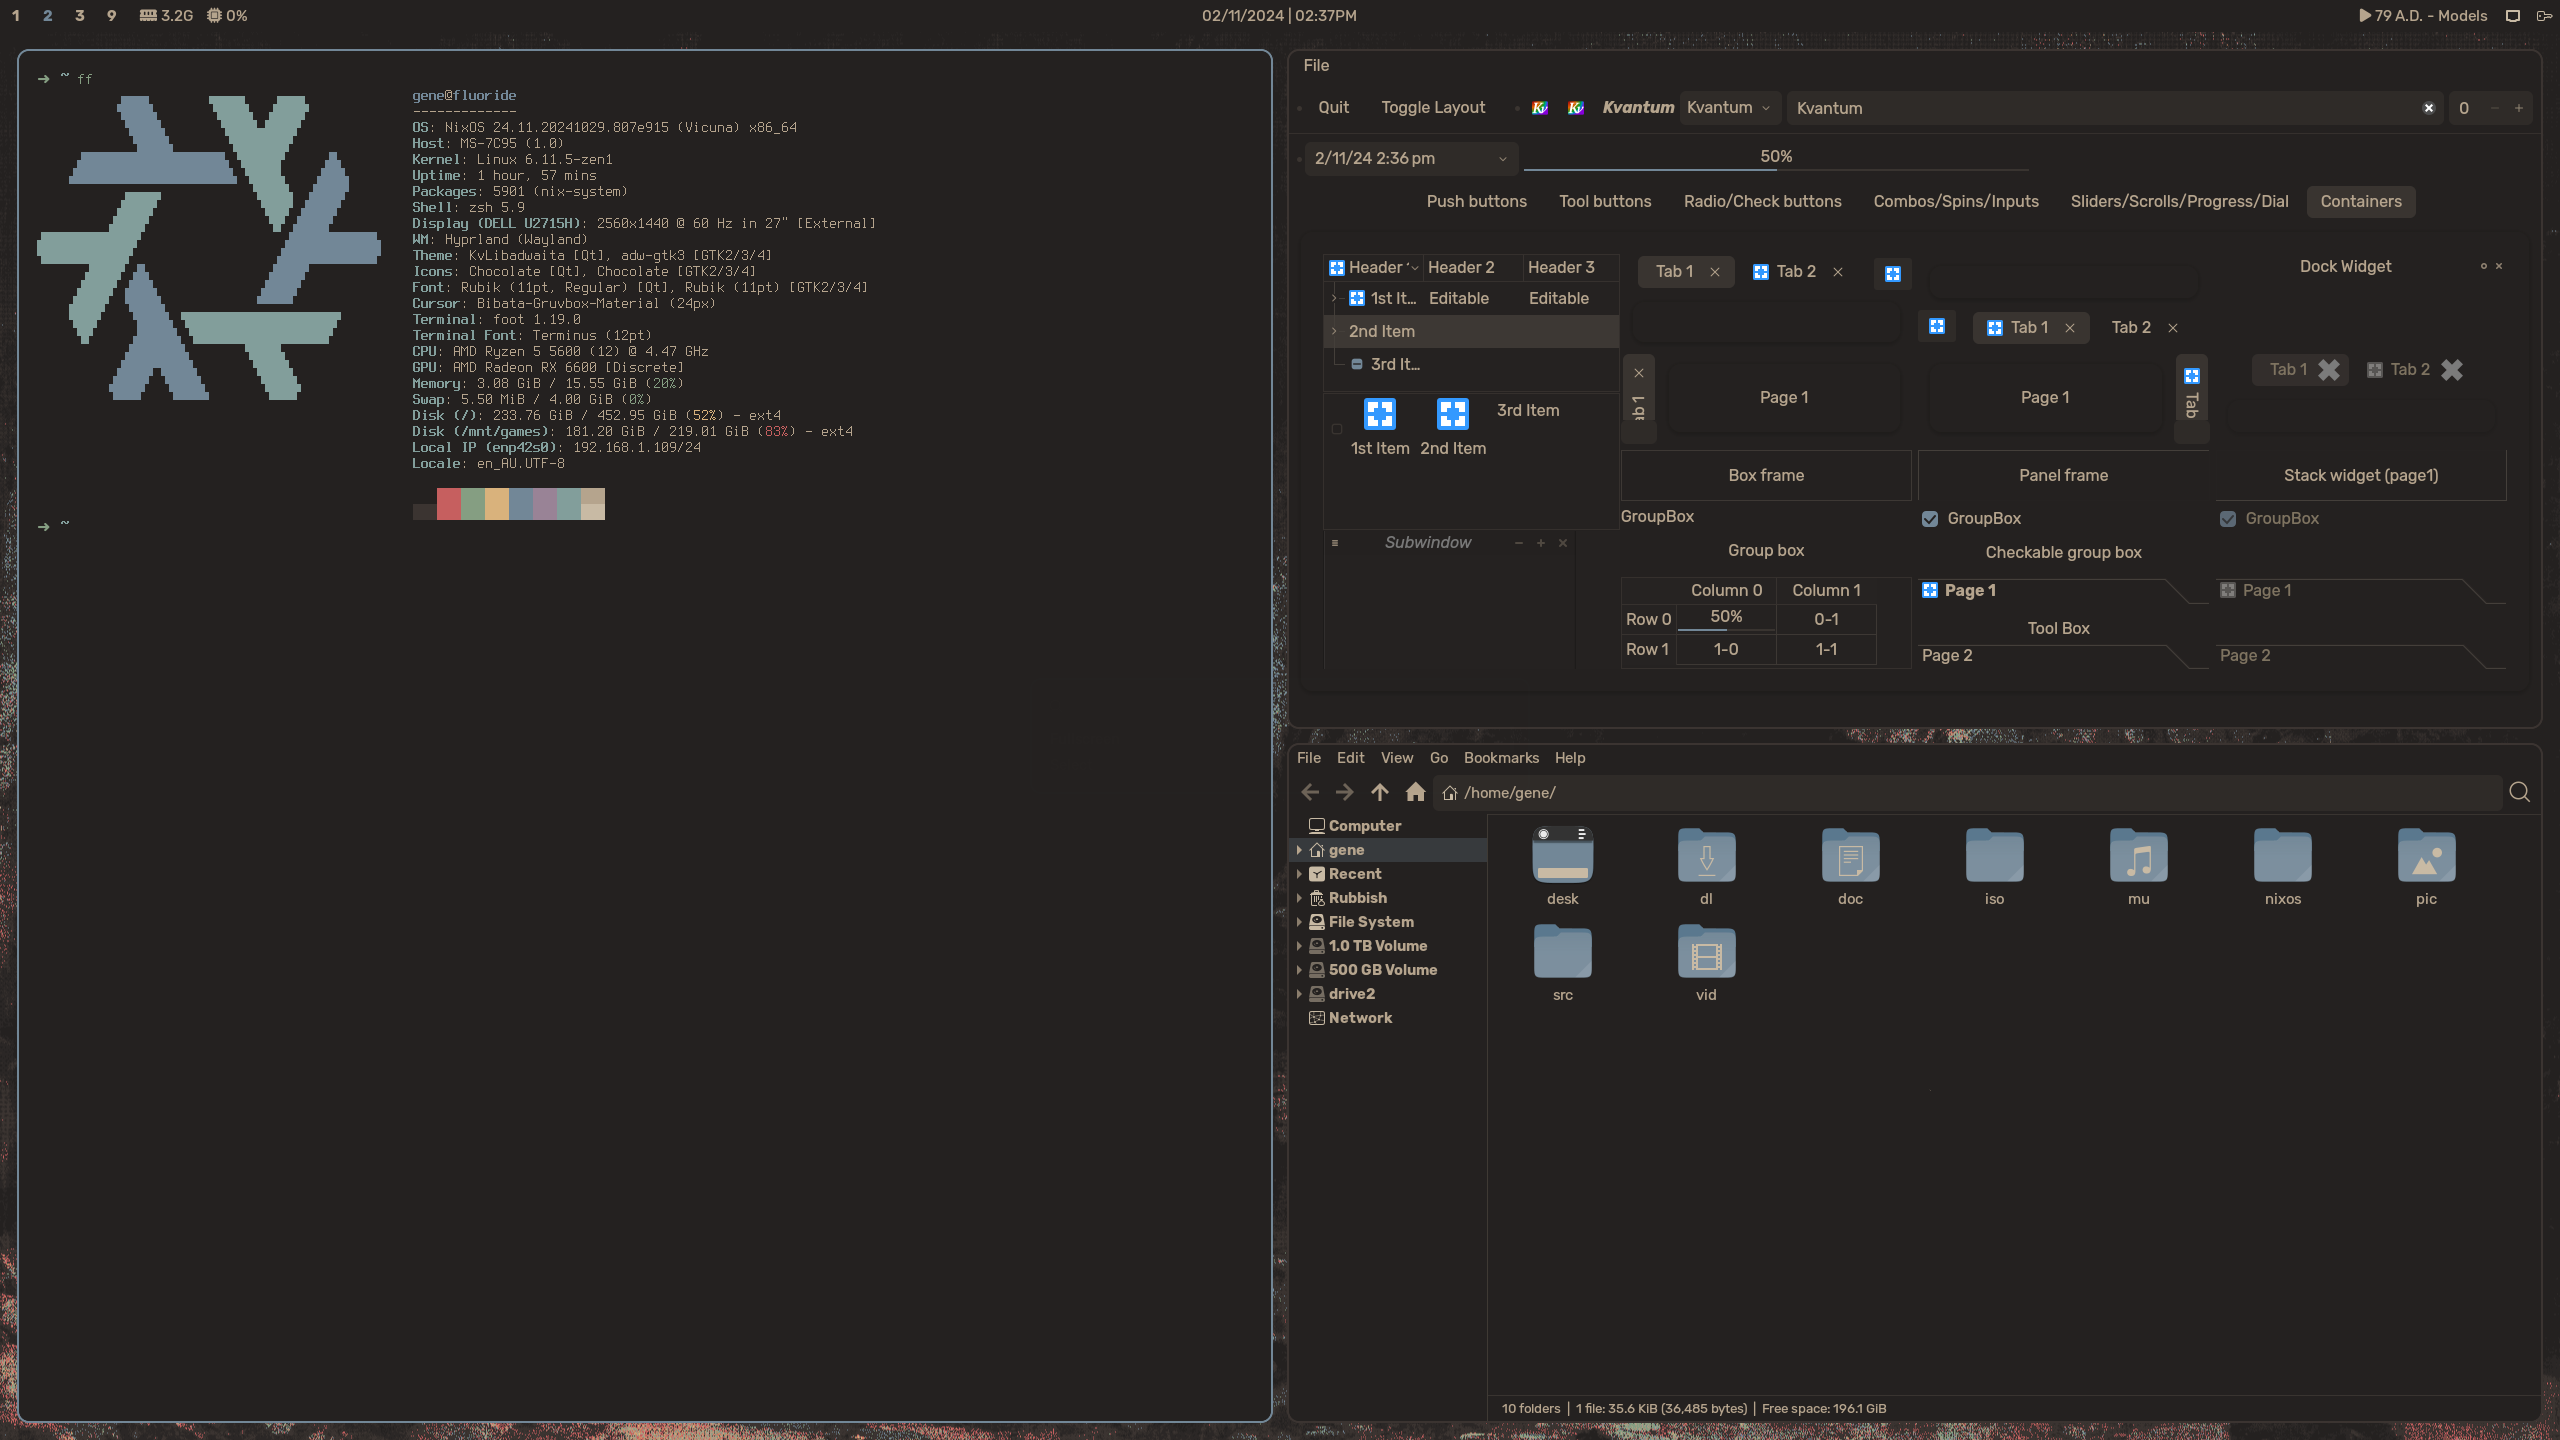 1 2 3 9 3.2G 0%
02/11/2024 | 02:37PM
79 A.D. - Models
➜ ~ ff
gene@fluoride
-------------
OS: NixOS 24.11.20241029.807e915 (Vicuna) x86_64
Host: MS-7C95 (1.0)
Kernel: Linux 6.11.5-zen1
Uptime: 1 hour, 57 mins
Packages: 5901 (nix-system)
Shell: zsh 5.9
Display (DELL U2715H): 2560x1440 @ 60 Hz in 27" [External]
WM: Hyprland (Wayland)
Theme: KvLibadwaita [Qt], adw-gtk3 [GTK2/3/4]
Icons: Chocolate [Qt], Chocolate [GTK2/3/4]
Font: Rubik (11pt, Regular) [Qt], Rubik (11pt) [GTK2/3/4]
Cursor: Bibata-Gruvbox-Material (24px)
Terminal: foot 1.19.0
Terminal Font: Terminus (12pt)
CPU: AMD Ryzen 5 5600 (12) @ 4.47 GHz
GPU: AMD Radeon RX 6600 [Discrete]
Memory: 3.08 GiB / 15.55 GiB (20%)
Swap: 5.50 MiB / 4.00 GiB (0%)
Disk (/): 233.76 GiB / 452.95 GiB (52%) - ext4
Disk (/mnt/games): 181.20 GiB / 219.01 GiB (83%) - ext4
Local IP (enp42s0): 192.168.1.109/24
Locale: en_AU.UTF-8
➜ ~
File
Quit Toggle Layout Kvantum Kvantum Kvantum 0
2/11/24 2:36 pm 50%
Push buttons Tool buttons Radio/Check buttons Combos/Spins/Inputs Sliders/Scrolls/Progress/Dial Containers
Header Header 2 Header 3
1st It... Editable Editable
2nd Item
3rd It...
1st Item 2nd Item 3rd Item
Subwindow
Tab 1 Tab 2
Tab 1 Tab 2
Dock Widget
ab 1 Page 1 Page 1 Tab
Tab 1 Tab 2
Box frame Panel frame Stack widget (page1)
GroupBox GroupBox GroupBox
Group box Checkable group box
Column 0 Column 1
Row 0 50% 0-1
Row 1 1-0 1-1
Page 1 Page 1
Tool Box
Page 2 Page 2
File Edit View Go Bookmarks Help
/home/gene/
Computer
gene
Recent
Rubbish
File System
1.0 TB Volume
500 GB Volume
drive2
Network
desk dl doc iso mu nixos pic
src vid
10 folders | 1 file: 35.6 KiB (36,485 bytes) | Free space: 196.1 GiB